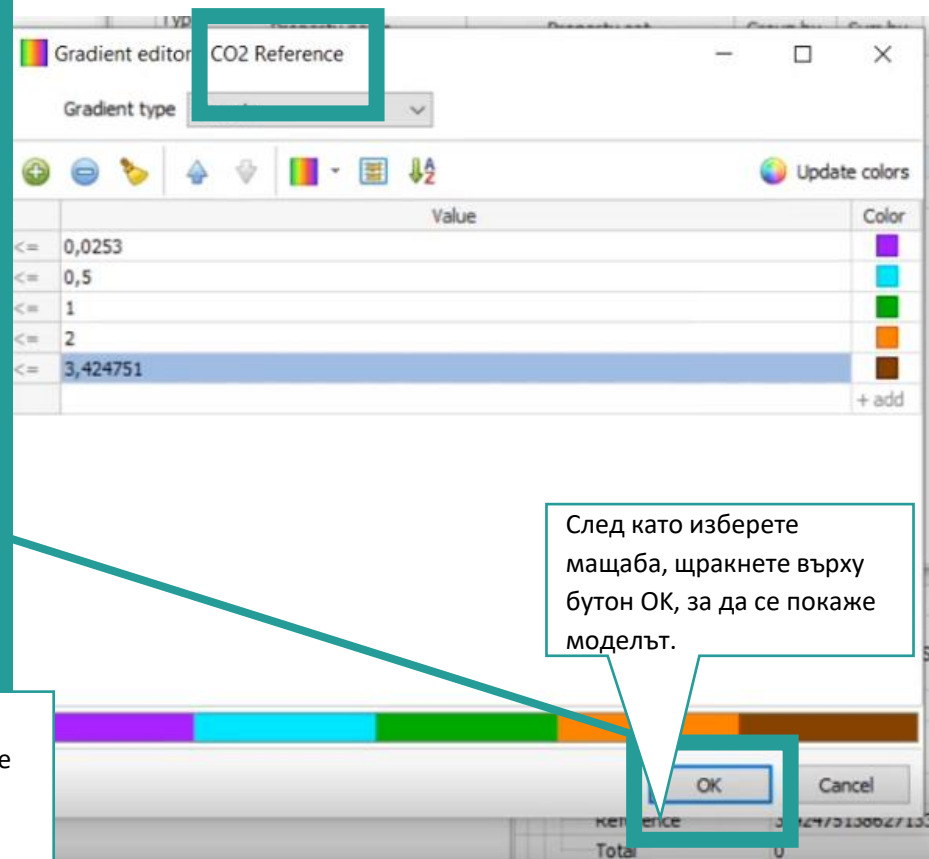 Gradient editor CO2 Reference
Gradient type
Update colors
Value Color
<= 0,0253
<= 0,5
<= 1
<= 2
<= 3,424751
+ add
След като изберете
мащаба, щракнете върху
бутон OK, за да се покаже
моделът.
е
OK Cancel
Total 0